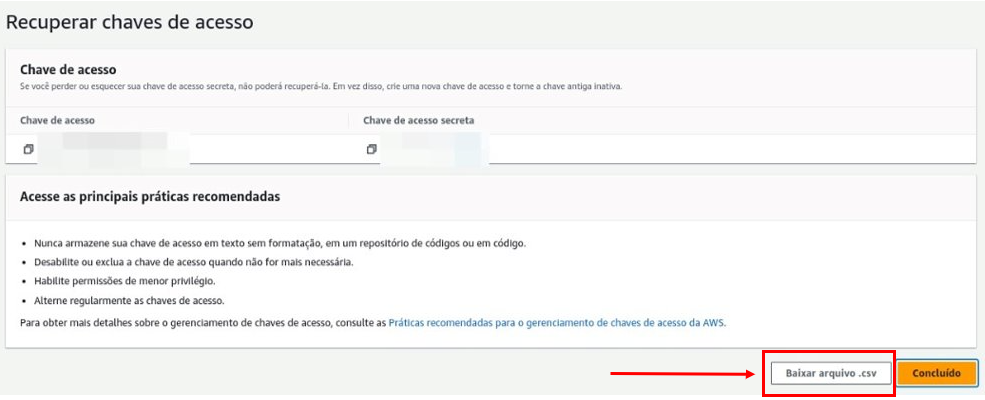 Recuperar chaves de acesso
Chave de acesso
Se você perder ou esquecer sua chave de acesso secreta, não poderá recuperá-la. Em vez disso, crie uma nova chave de acesso e torne a chave antiga inativa.
Chave de acesso
Chave de acesso secreta
Acesse as principais práticas recomendadas
• Nunca armazene sua chave de acesso em texto sem formatação, em um repositório de códigos ou em código.
• Desabilite ou exclua a chave de acesso quando não for mais necessária.
• Habilite permissões de menor privilégio.
• Alterne regularmente as chaves de acesso.
Para obter mais detalhes sobre o gerenciamento de chaves de acesso, consulte as Práticas recomendadas para o gerenciamento de chaves de acesso da AWS.
Baixar arquivo .csv
Concluído